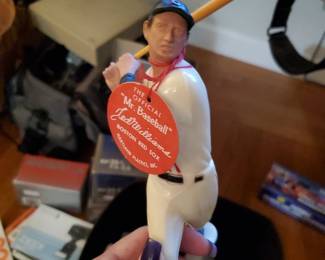 THE OFFICIAL
"Mr. Baseball"
Ted Williams
BOSTON RED SOX